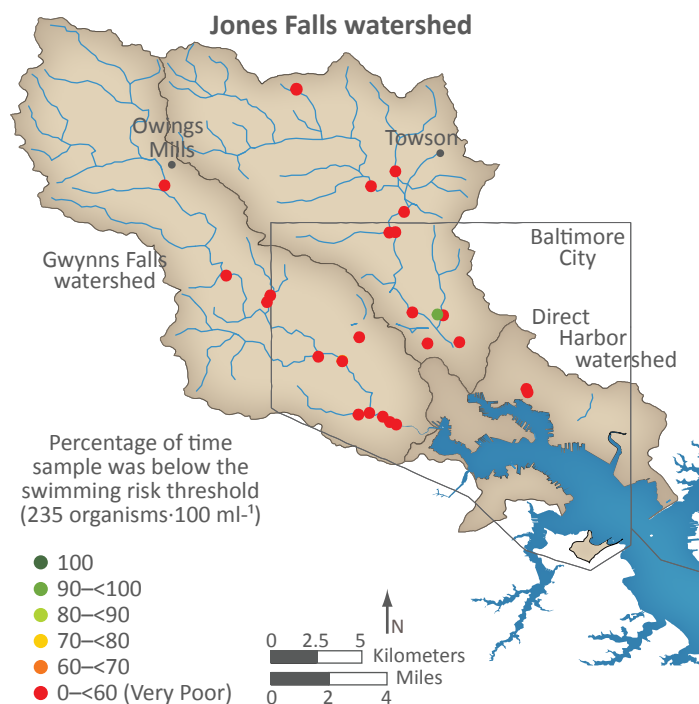 Jones Falls watershed
Owings
Mills
Towson
Gwynns Falls
watershed
Baltimore
City
Direct
Harbor
watershed
Percentage of time
sample was below the
swimming risk threshold
(235 organisms·100 ml-¹)
100
90–<100
80–<90
70–<80
60–<70
0–<60 (Very Poor)
N
0 2.5 5
Kilometers
Miles
0 2 4